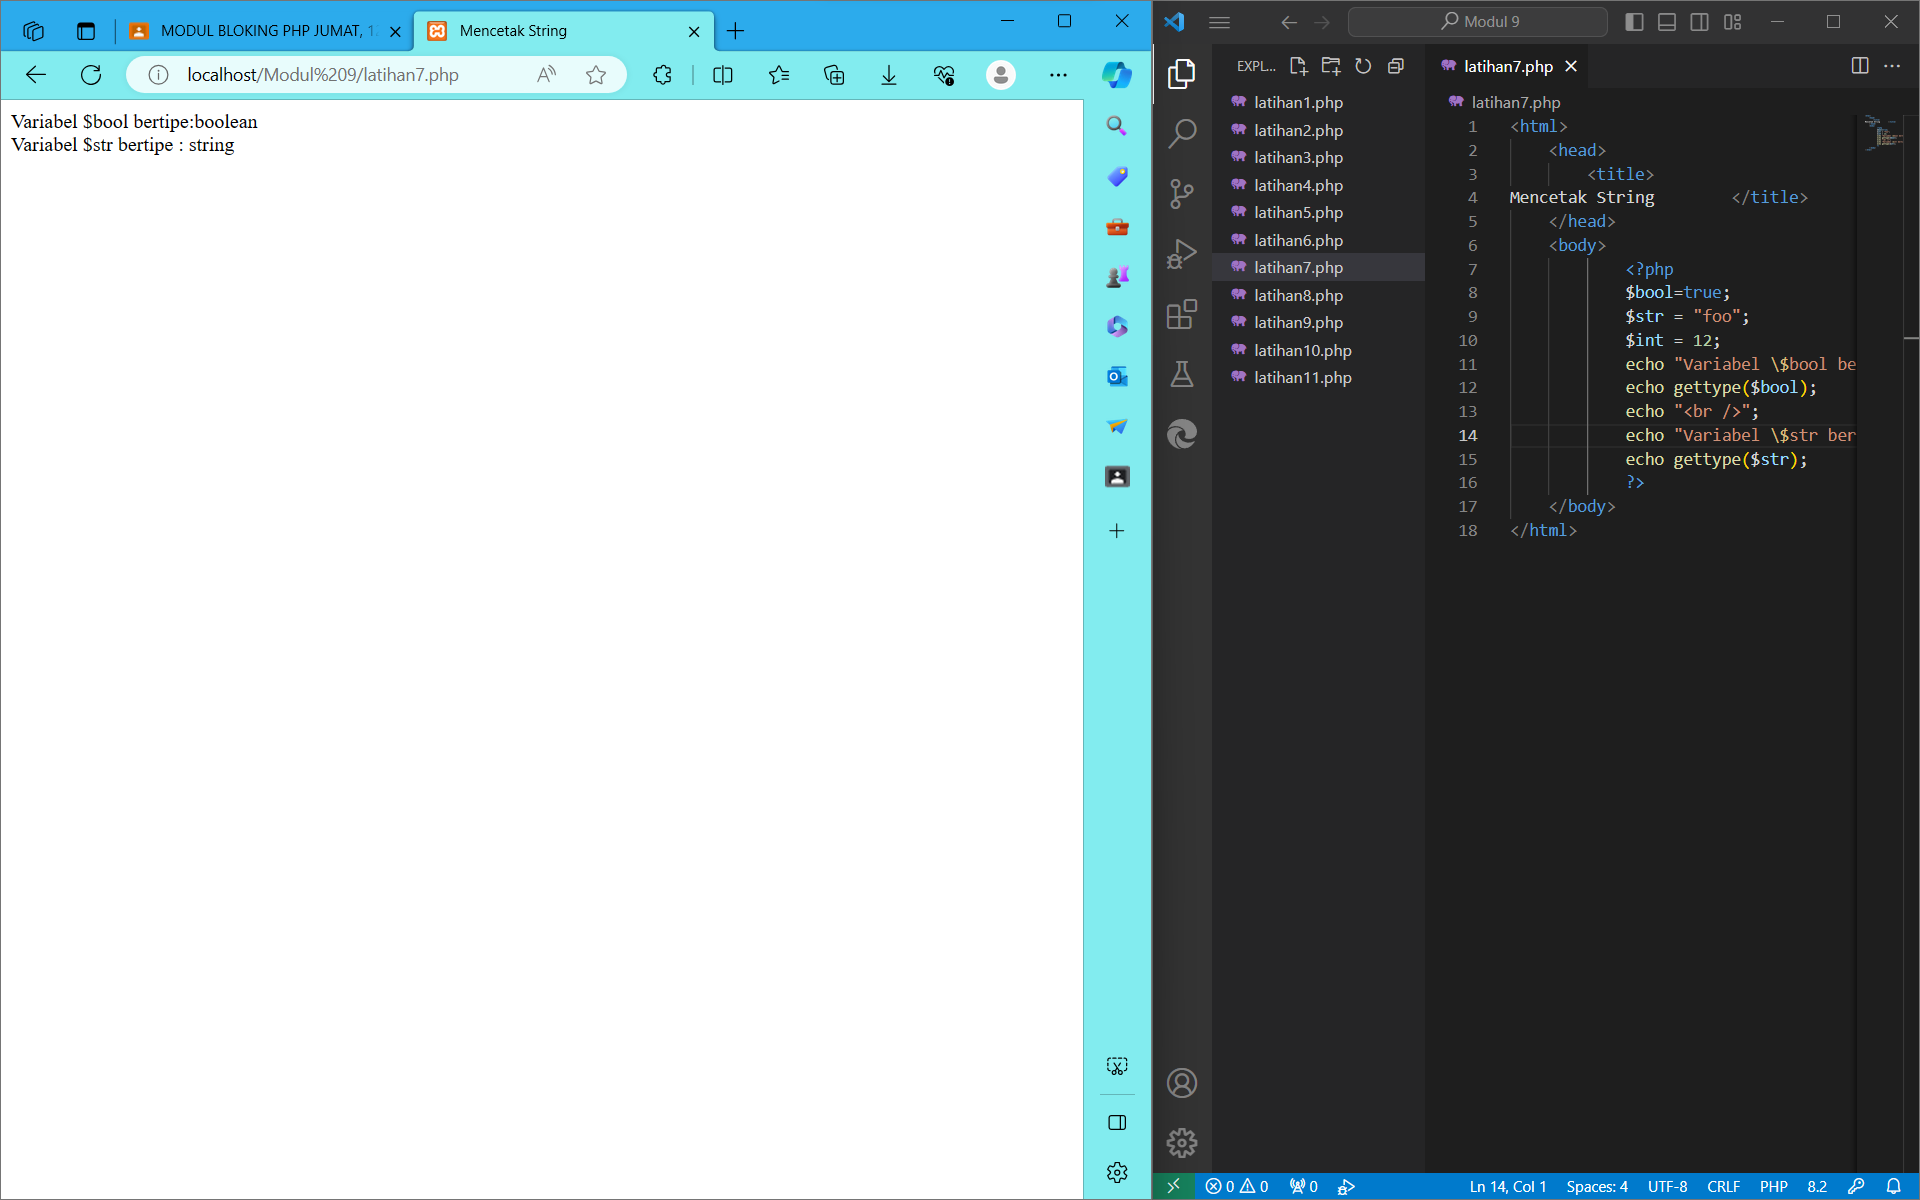 MODUL BLOKING PHP JUMAT, 1
Mencetak String
localhost/Modul%209/latihan7.php
Variabel $bool bertipe:boolean
Variabel $str bertipe : string
Modul 9
EXPL...
latihan1.php
latihan2.php
latihan3.php
latihan4.php
latihan5.php
latihan6.php
latihan7.php
latihan8.php
latihan9.php
latihan10.php
latihan11.php
latihan7.php
latihan7.php
1 <html>
2 <head>
3 <title>
4 Mencetak String </title>
5 </head>
6 <body>
7 <?php
8 $bool=true;
9 $str = "foo";
10 $int = 12;
11 echo "Variabel \$bool be
12 echo gettype($bool);
13 echo "<br />";
14 echo "Variabel \$str ber
15 echo gettype($str);
16 ?>
17 </body>
18 </html>
0 0 0
Ln 14, Col 1
Spaces: 4
UTF-8
CRLF
PHP
8.2